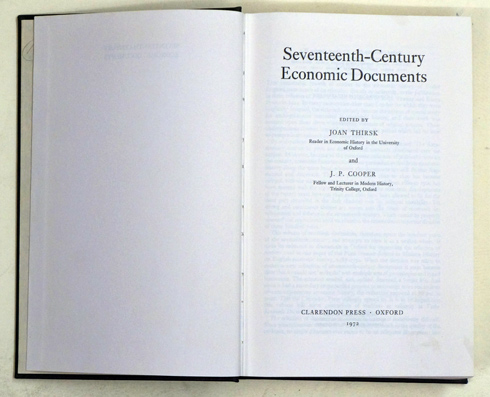 Seventeenth-Century
Economic Documents
EDITED BY
JOAN THIRSK
Reader in Economic History in the University
of Oxford
and
J. P. COOPER
Fellow and Lecturer in Modern History,
Trinity College, Oxford
CLARENDON PRESS · OXFORD
1972